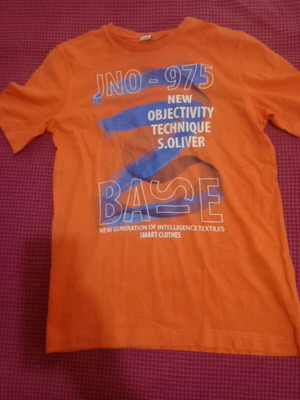 JNO - 975
NEW
OBJECTIVITY
TECHNIQUE
S.OLIVER
BASE
NEW GENERATION OF INTELLIGENCE TEXTILES
SMART CLOTHES